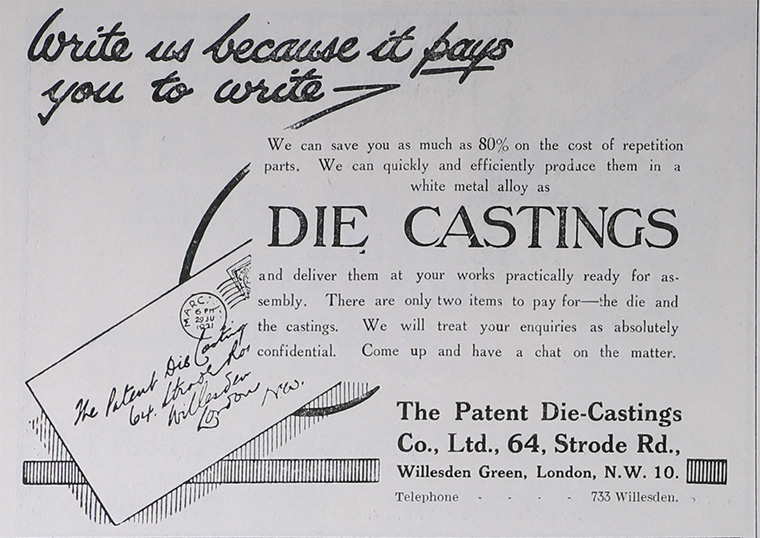 Write us because it pays
you to write—
We can save you as much as 80% on the cost of repetition
parts. We can quickly and efficiently produce them in a
white metal alloy as
DIE CASTINGS
and deliver them at your works practically ready for as-
sembly. There are only two items to pay for—the die and
the castings. We will treat your enquiries as absolutely
confidential. Come up and have a chat on the matter.
MARC.
6 PM
29 JU
1921
The Patent Die Casting
64. Strode Ro
Willesden
London
N.W.
The Patent Die-Castings
Co., Ltd., 64, Strode Rd.,
Willesden Green, London, N.W. 10.
Telephone - - - - 733 Willesden.